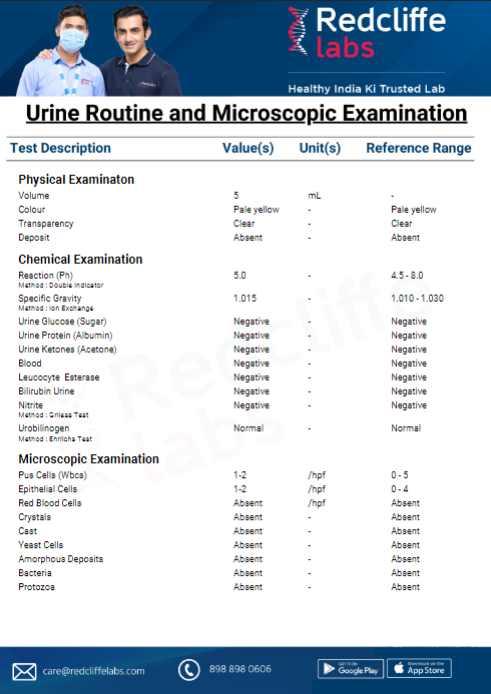 Redcliffe
labs
Healthy India Ki Trusted Lab
Urine Routine and Microscopic Examination
Test Description Value(s) Unit(s) Reference Range
Physical Examinaton
Volume 5 mL -
Colour Pale yellow - Pale yellow
Transparency Clear - Clear
Deposit Absent - Absent
Chemical Examination
Reaction (Ph) 5.0 - 4.5 - 8.0
Method : Double Indicator
Specific Gravity 1.015 - 1.010 - 1.030
Method : Ion Exchange
Urine Glucose (Sugar) Negative - Negative
Urine Protein (Albumin) Negative - Negative
Urine Ketones (Acetone) Negative - Negative
Blood Negative - Negative
Leucocyte Esterase Negative - Negative
Bilirubin Urine Negative - Negative
Nitrite Negative - Negative
Method : Griless Test
Urobilinogen Normal - Normal
Method : Ehrlichs Test
Microscopic Examination
Pus Cells (Wbcs) 1-2 /hpf 0 - 5
Epithelial Cells 1-2 /hpf 0 - 4
Red Blood Cells Absent /hpf Absent
Crystals Absent - Absent
Cast Absent - Absent
Yeast Cells Absent - Absent
Amorphous Deposits Absent - Absent
Bacteria Absent - Absent
Protozoa Absent - Absent
Redcliffe
labs
care@redcliffelabs.com 898 898 0606 GET IT ON Google Play Download on the App Store